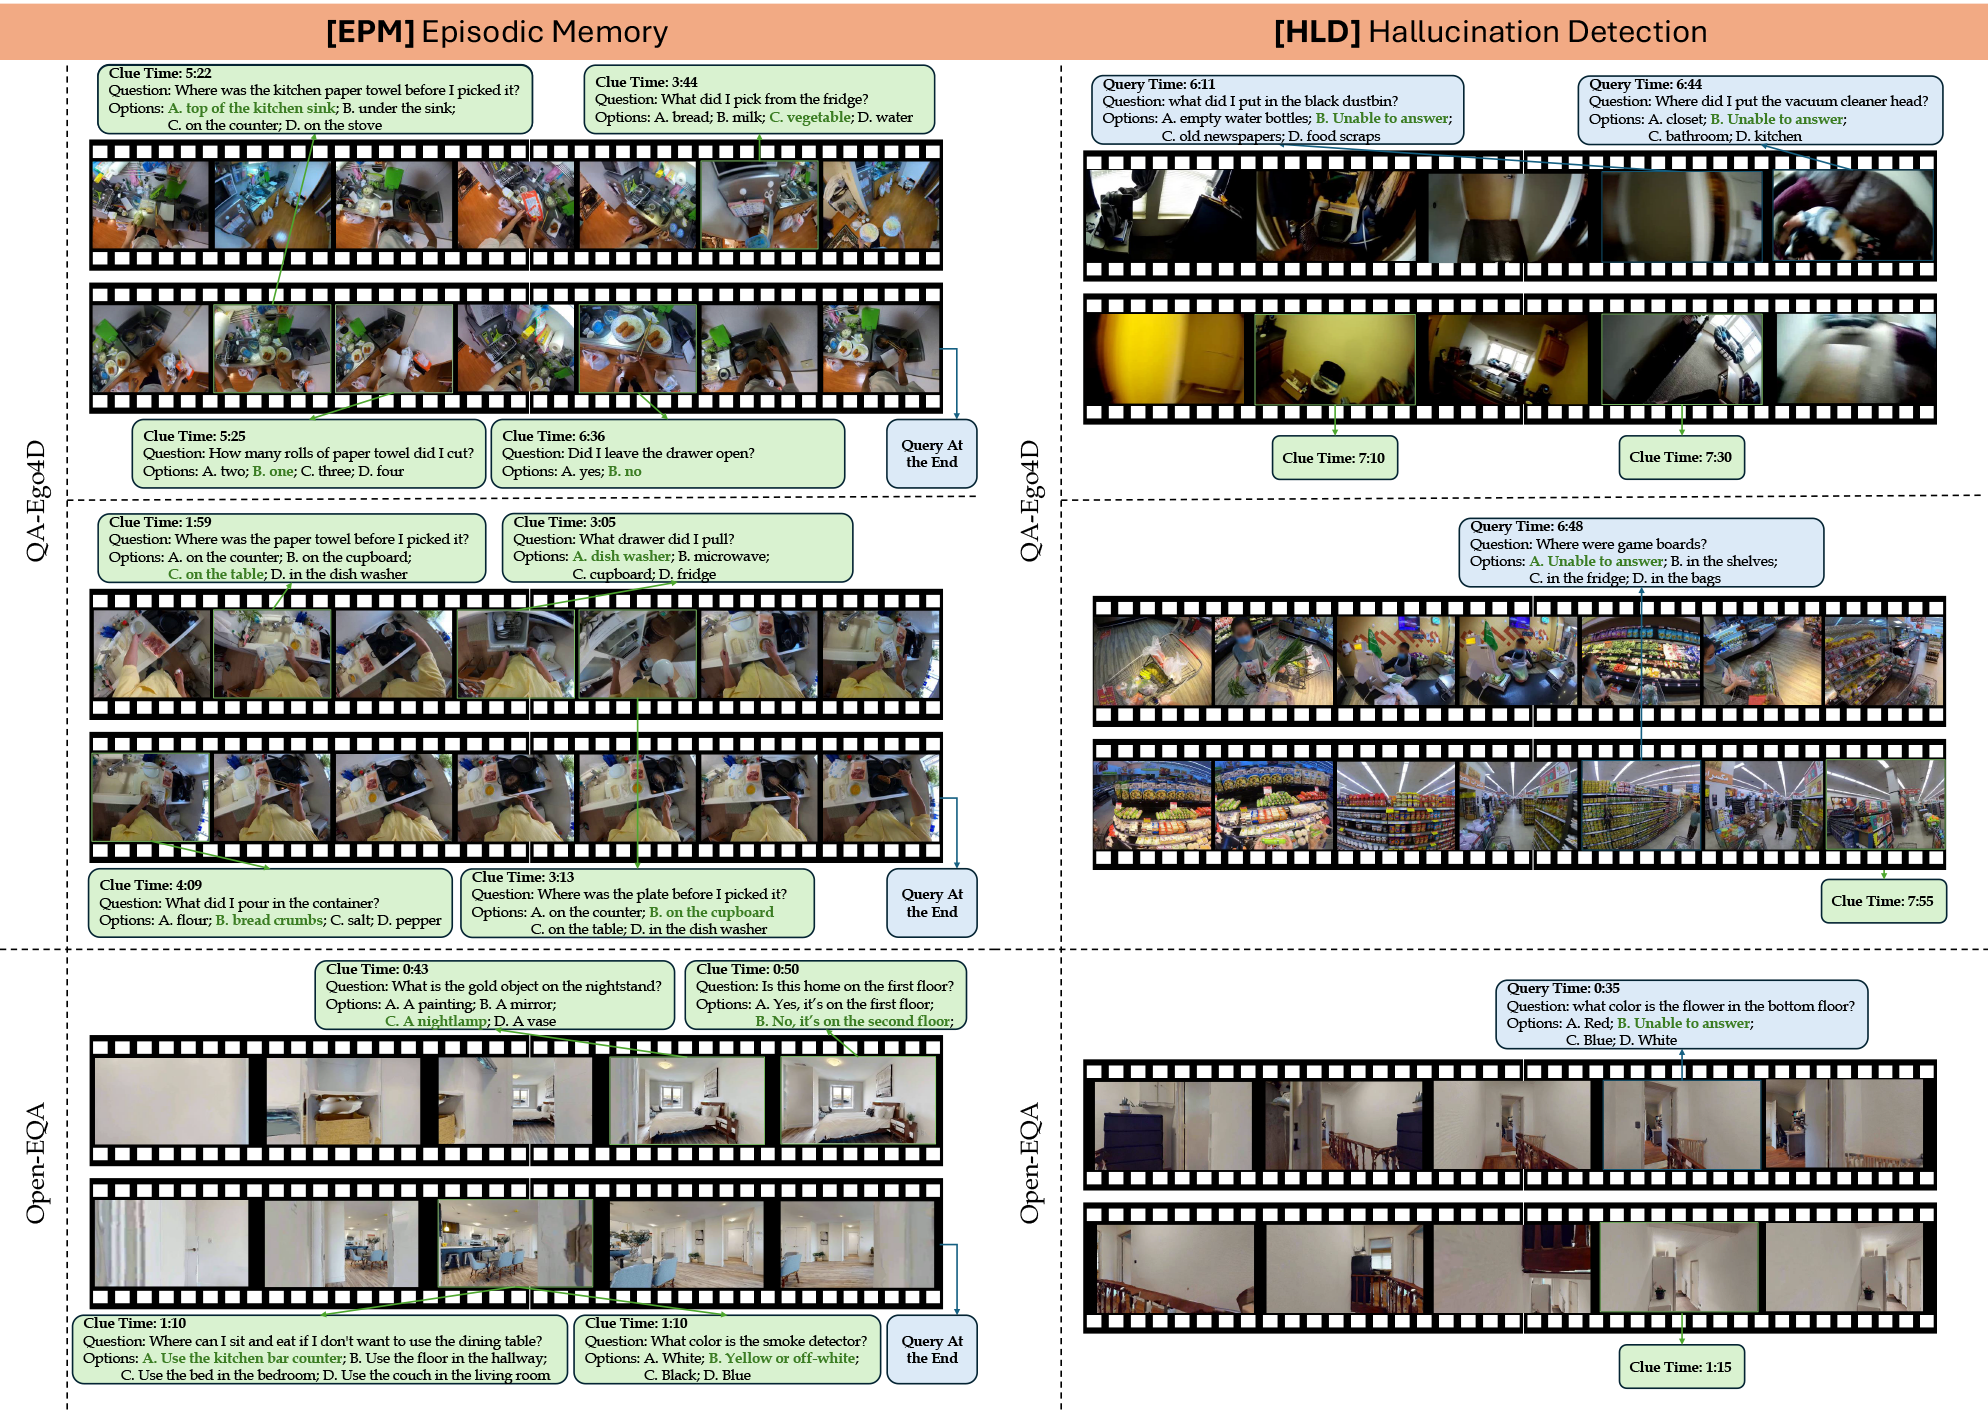 [EPM] Episodic Memory
[HLD] Hallucination Detection
QA-Ego4D
Clue Time: 5:22
Question: Where was the kitchen paper towel before I picked it?
Options: A. top of the kitchen sink; B. under the sink;
C. on the counter; D. on the stove
Clue Time: 3:44
Question: What did I pick from the fridge?
Options: A. bread; B. milk; C. vegetable; D. water
Clue Time: 5:25
Question: How many rolls of paper towel did I cut?
Options: A. two; B. one; C. three; D. four
Clue Time: 6:36
Question: Did I leave the drawer open?
Options: A. yes; B. no
Query At
the End
Clue Time: 1:59
Question: Where was the paper towel before I picked it?
Options: A. on the counter; B. on the cupboard;
C. on the table; D. in the dish washer
Clue Time: 3:05
Question: What drawer did I pull?
Options: A. dish washer; B. microwave;
C. cupboard; D. fridge
Clue Time: 4:09
Question: What did I pour in the container?
Options: A. flour; B. bread crumbs; C. salt; D. pepper
Clue Time: 3:13
Question: Where was the plate before I picked it?
Options: A. on the counter; B. on the cupboard
C. on the table; D. in the dish washer
Query At
the End
Open-EQA
Clue Time: 0:43
Question: What is the gold object on the nightstand?
Options: A. A painting; B. A mirror;
C. A nightlamp; D. A vase
Clue Time: 0:50
Question: Is this home on the first floor?
Options: A. Yes, it's on the first floor;
B. No, it's on the second floor;
Clue Time: 1:10
Question: Where can I sit and eat if I don't want to use the dining table?
Options: A. Use the kitchen bar counter; B. Use the floor in the hallway;
C. Use the bed in the bedroom; D. Use the couch in the living room
Clue Time: 1:10
Question: What color is the smoke detector?
Options: A. White; B. Yellow or off-white;
C. Black; D. Blue
Query At
the End
QA-Ego4D
Query Time: 6:11
Question: what did I put in the black dustbin?
Options: A. empty water bottles; B. Unable to answer;
C. old newspapers; D. food scraps
Query Time: 6:44
Question: Where did I put the vacuum cleaner head?
Options: A. closet; B. Unable to answer;
C. bathroom; D. kitchen
Clue Time: 7:10
Clue Time: 7:30
Query Time: 6:48
Question: Where were game boards?
Options: A. Unable to answer; B. in the shelves;
C. in the fridge; D. in the bags
Clue Time: 7:55
Open-EQA
Query Time: 0:35
Question: what color is the flower in the bottom floor?
Options: A. Red; B. Unable to answer;
C. Blue; D. White
Clue Time: 1:15